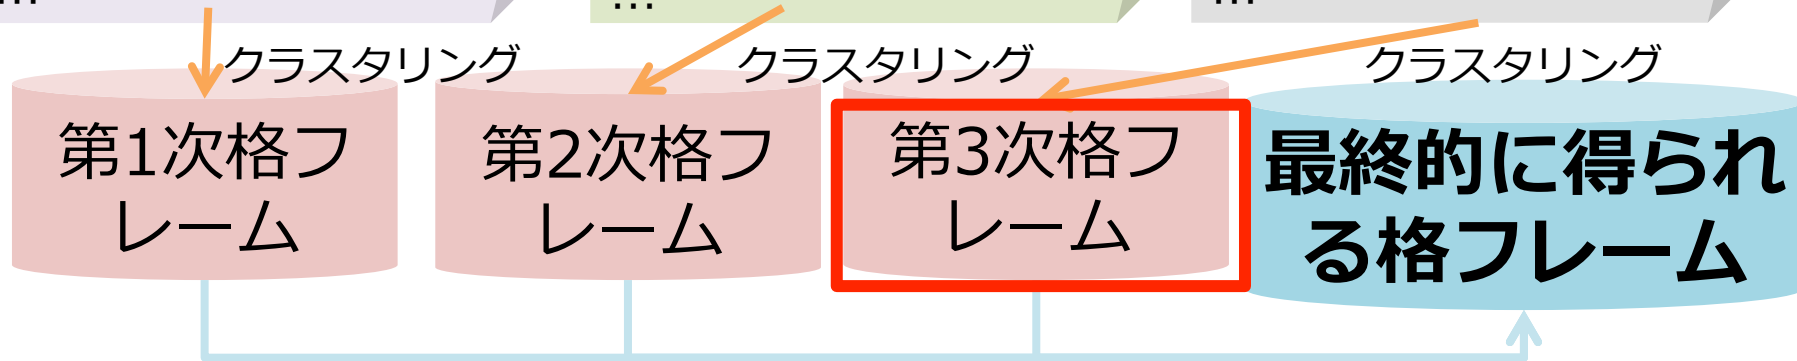 … … …
クラスタリング クラスタリング クラスタリング
第1次格フ
レーム
第2次格フ
レーム
第3次格フ
レーム
最終的に得られ
る格フレーム